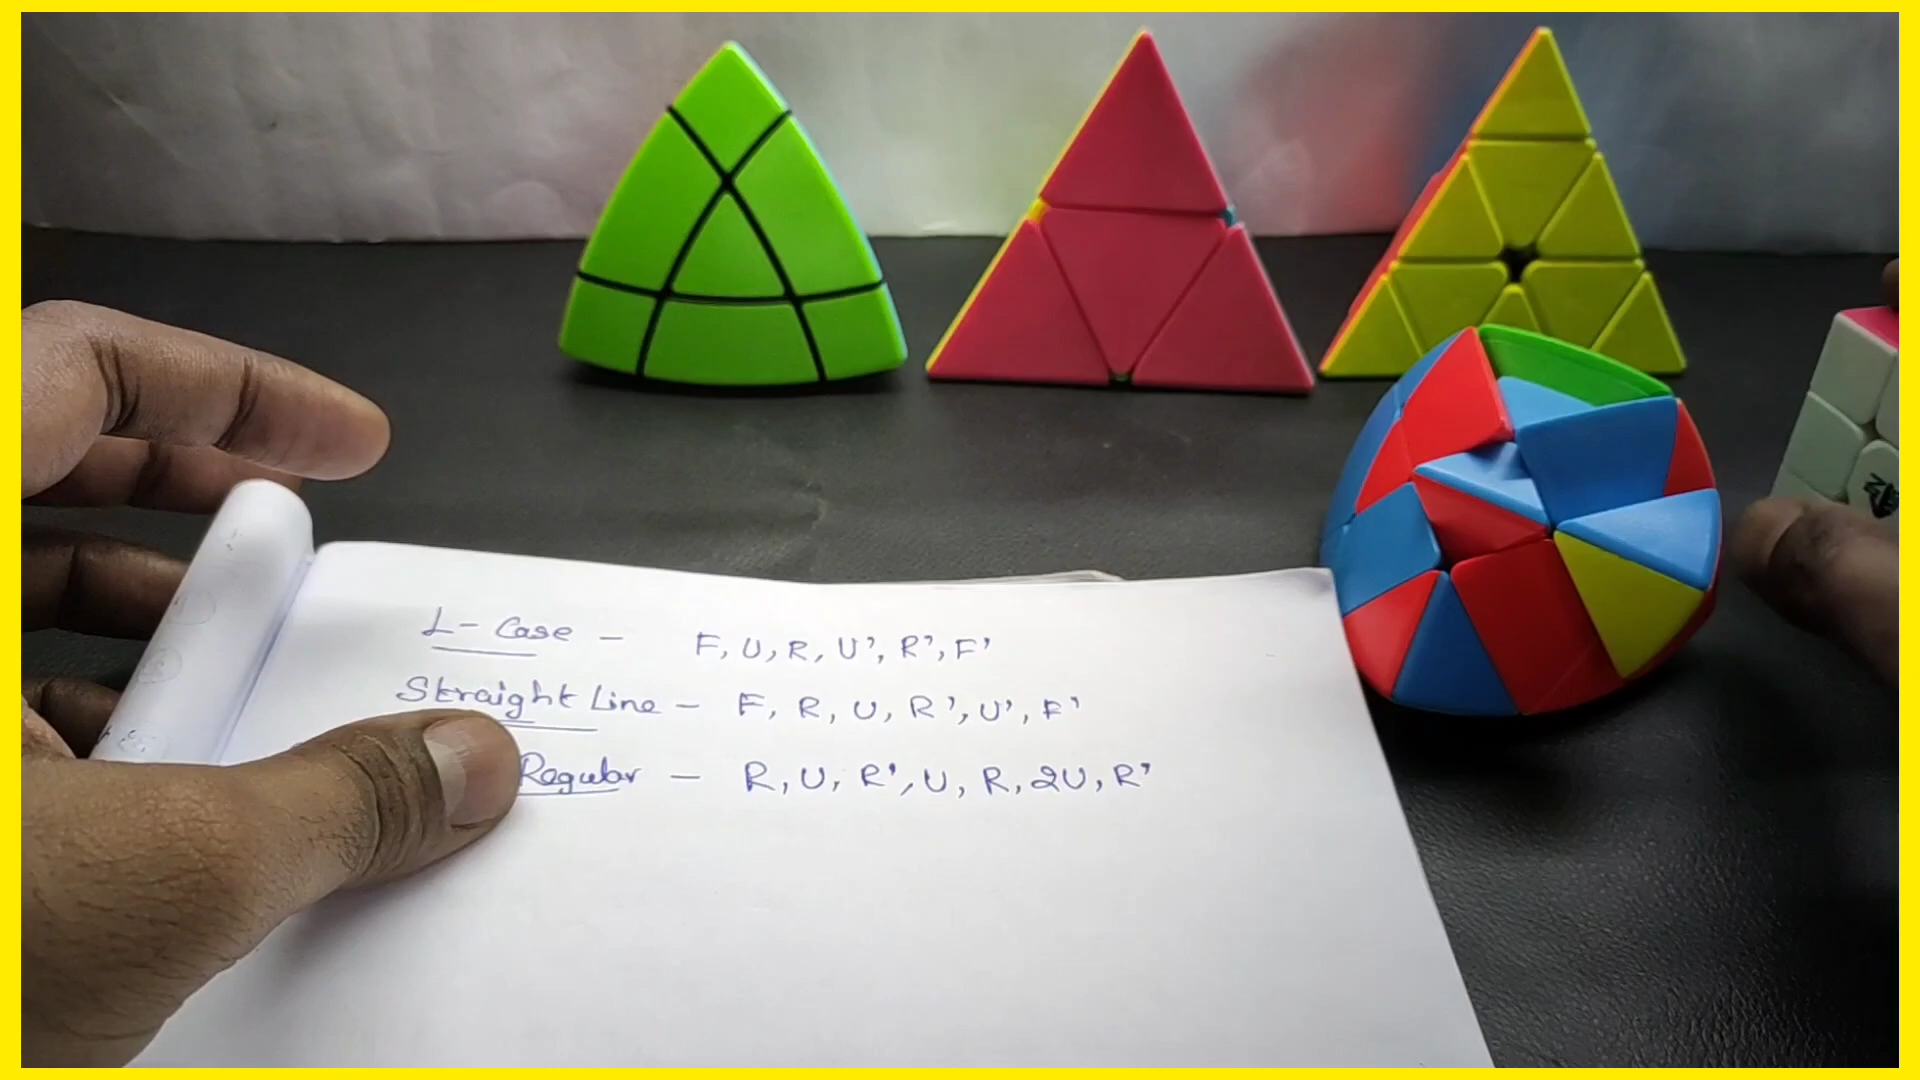 L- Case - F, U, R, U', R', F'
Straight Line - F, R, U, R', U', F'
Regular - R, U, R', U, R, 2U, R'